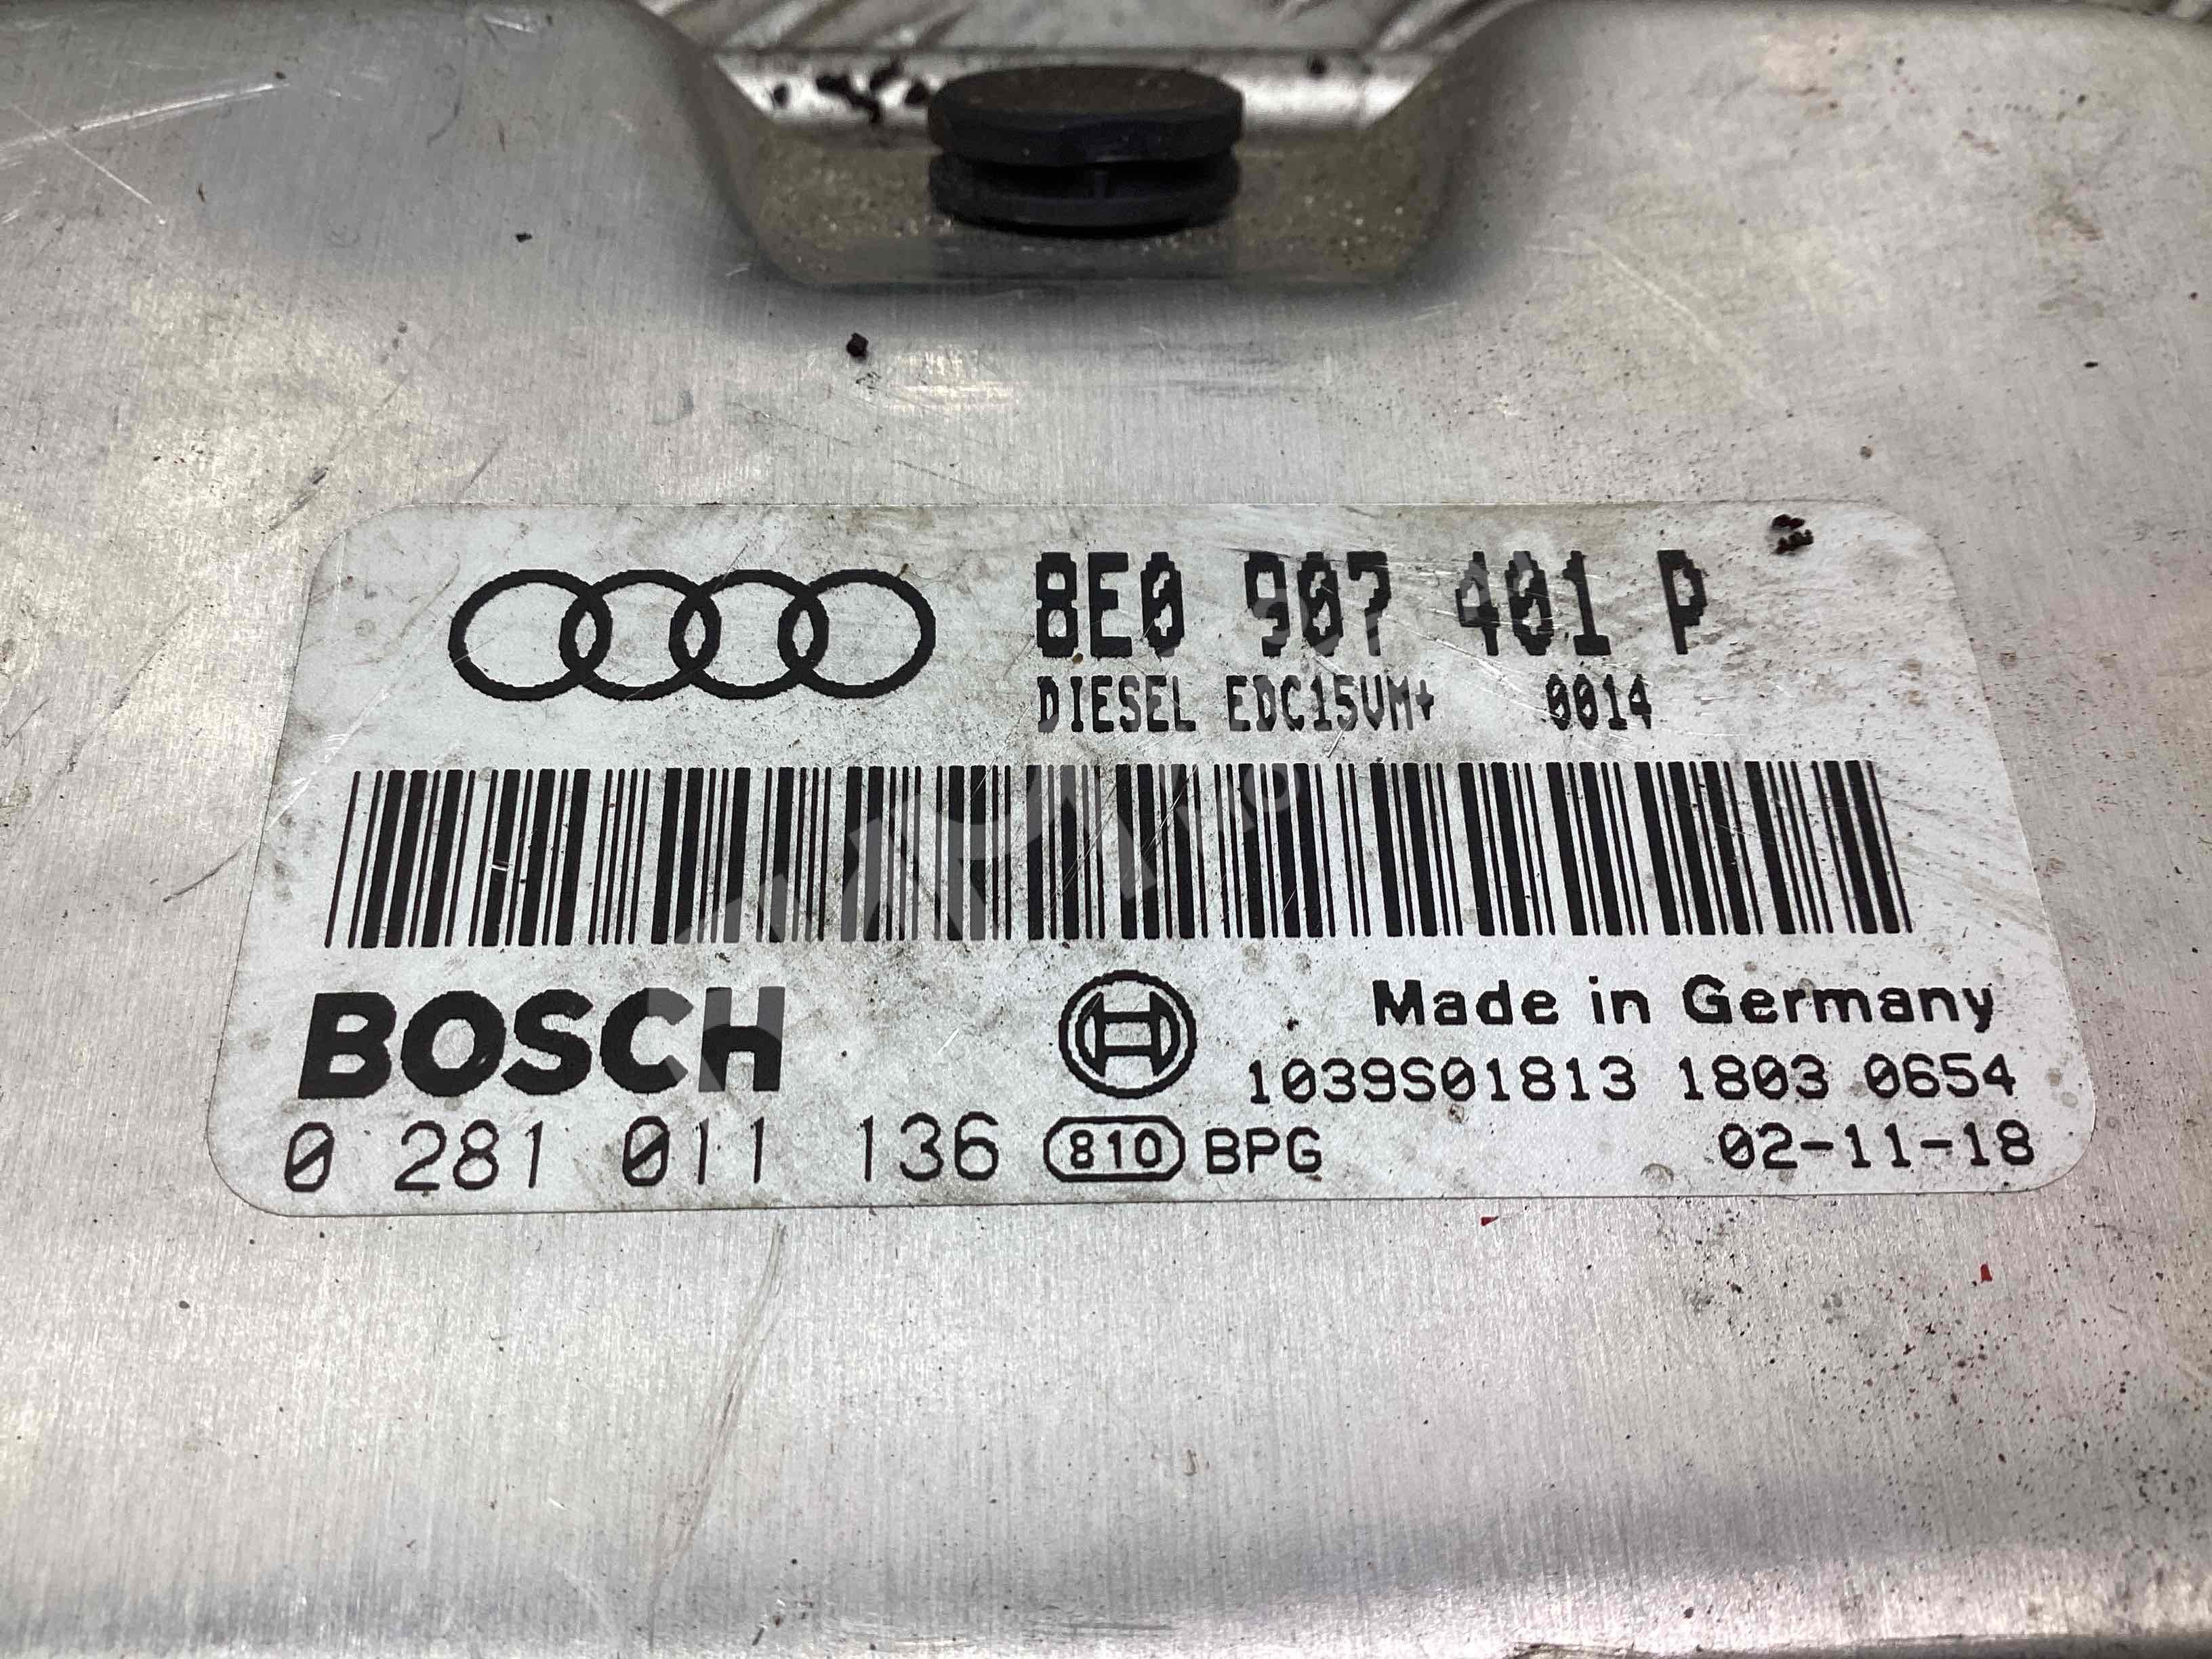 8E0 907 401 P
DIESEL EDC15VM+ 0014
BOSCH
Made in Germany
1039S01813 1803 0654
0 281 011 136 810 BPG 02-11-18